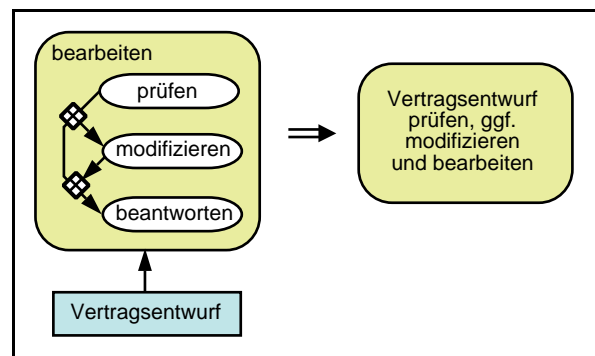 bearbeiten
prüfen
modifizieren
beantworten
Vertragsentwurf
Vertragsentwurf
prüfen, ggf.
modifizieren
und bearbeiten